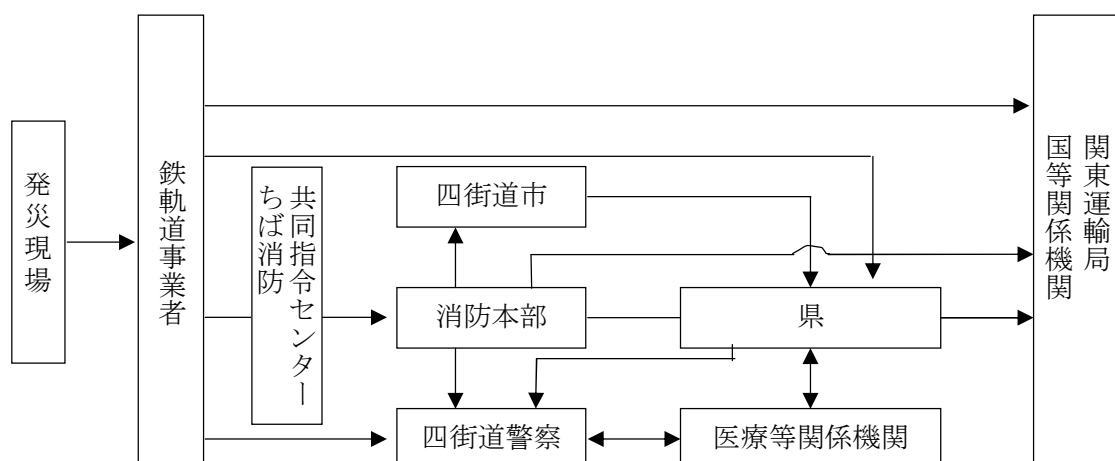 発災現場
鉄軌道事業者
ちば消防
共同指令センター
四街道市
消防本部
四街道警察
県
医療等関係機関
関東運輸局
国等関係機関